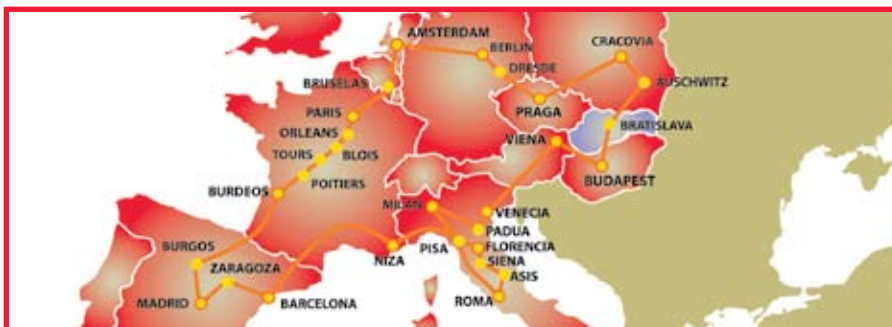 AMSTERDAM
BERLIN
CRACOVIA
DRESDE
BRUSELAS
AUSCHWITZ
PARIS
PRAGA
ORLEANS
VIENA
BRATISLAVA
TOURS
BLOIS
BUDAPEST
BURDEOS
POITIERS
MILAN
VENECIA
PADUA
BURGOS
NIZA
PISA
FLORENCIA
ZARAGOZA
SIENA
ASIS
MADRID
BARCELONA
ROMA